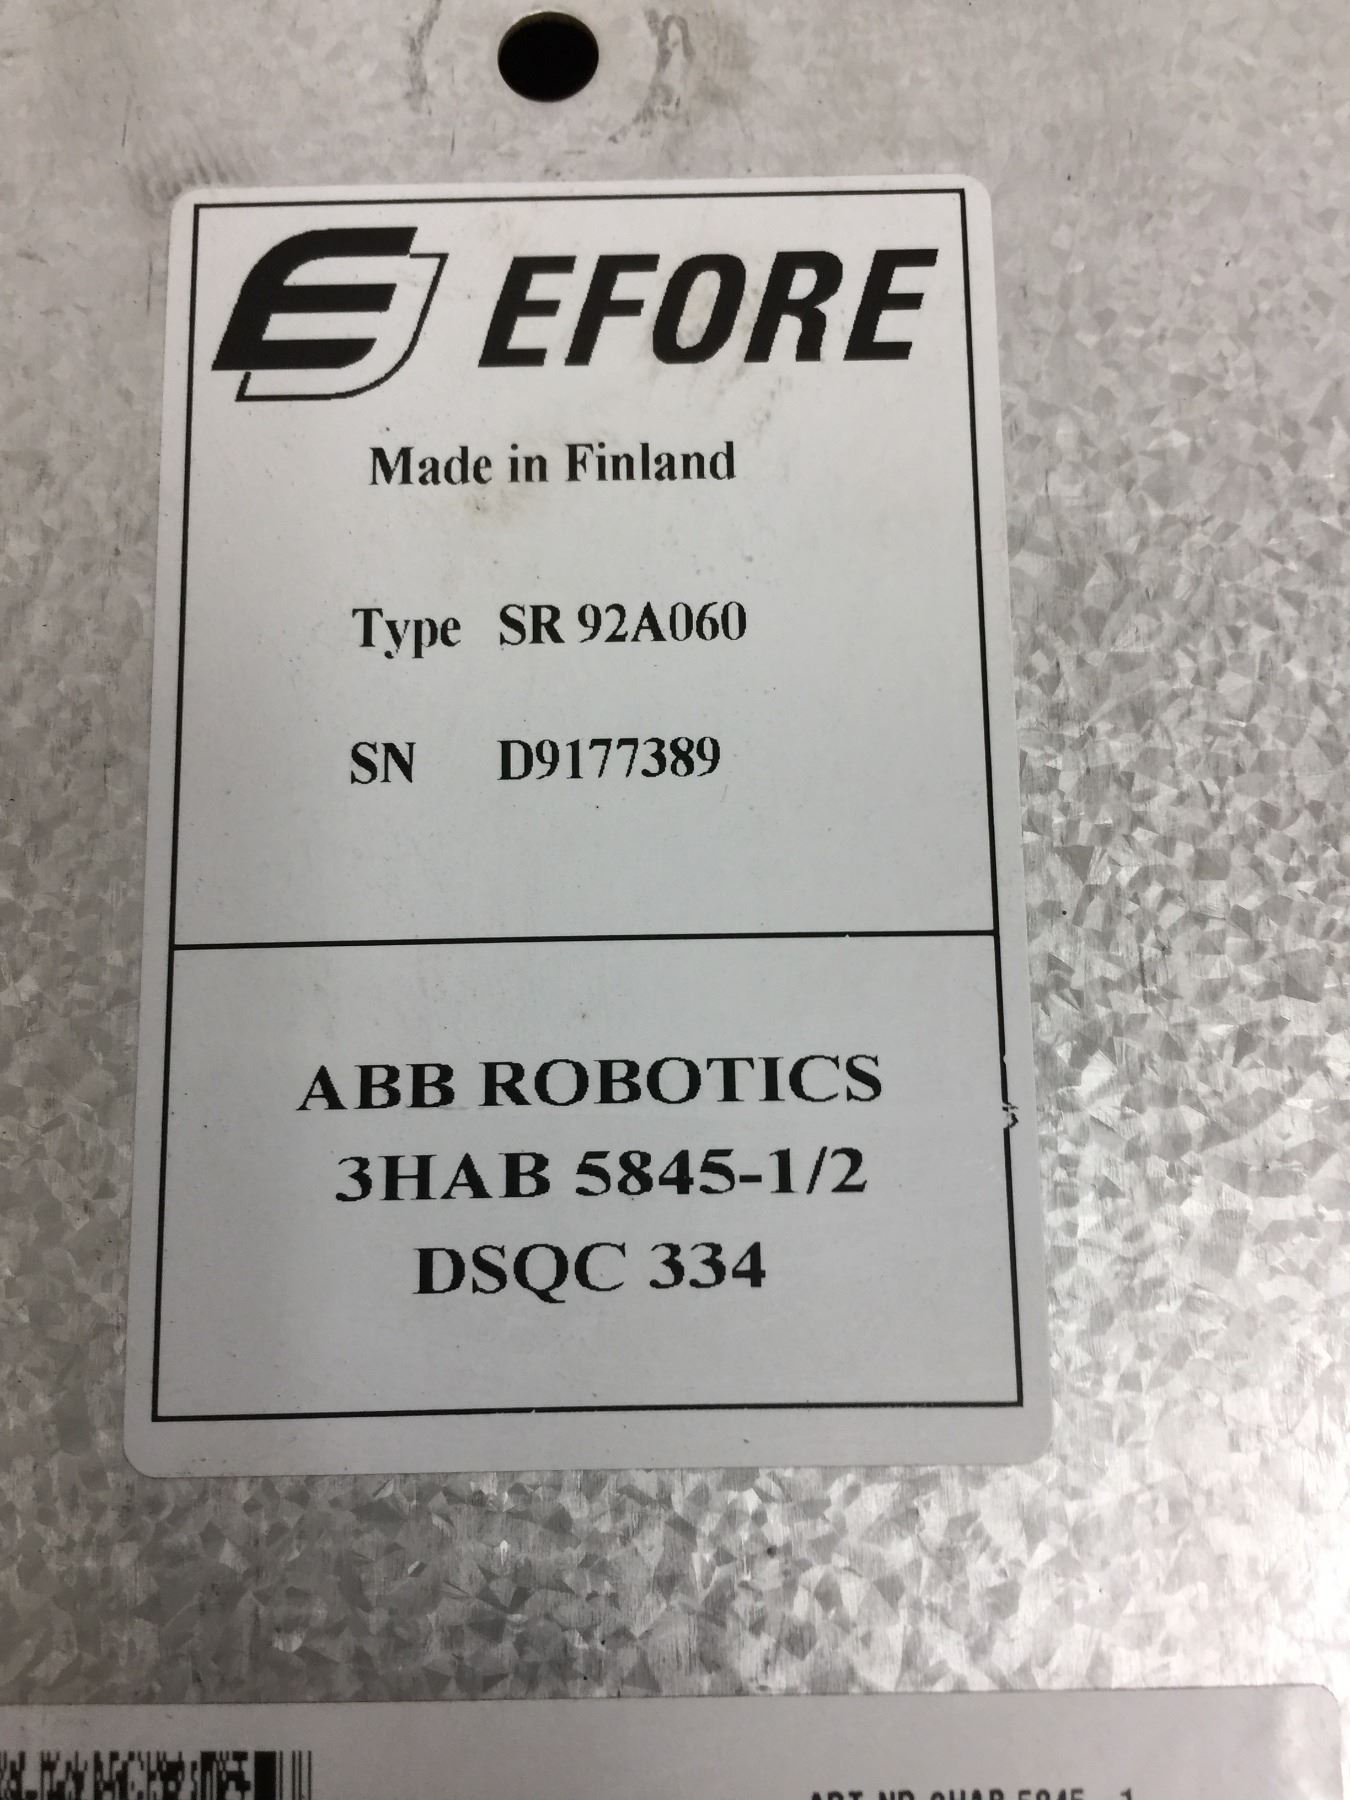 EFORE
Made in Finland
Type SR 92A060
SN D9177389
ABB ROBOTICS
3HAB 5845-1/2
DSQC 334